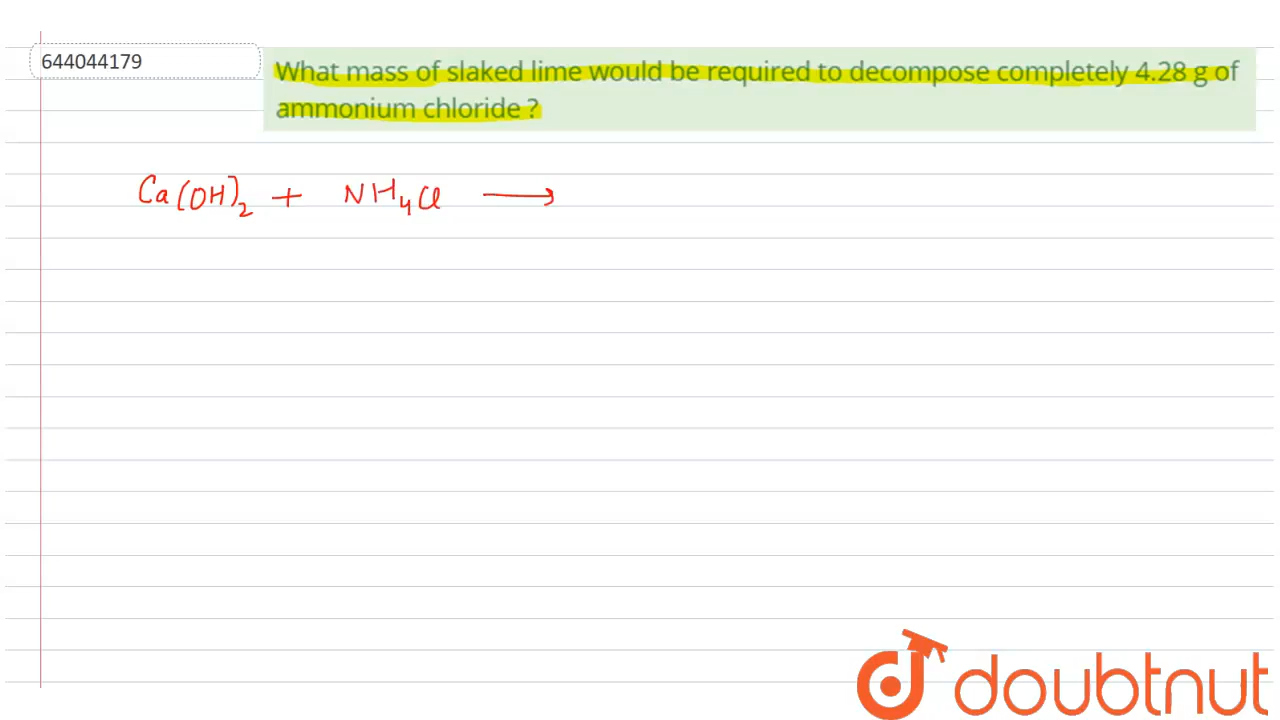 644044179
What mass of slaked lime would be required to decompose completely 4.28 g of
ammonium chloride ?
Ca(OH)₂ + NH₄Cl ⟶
doubtnut